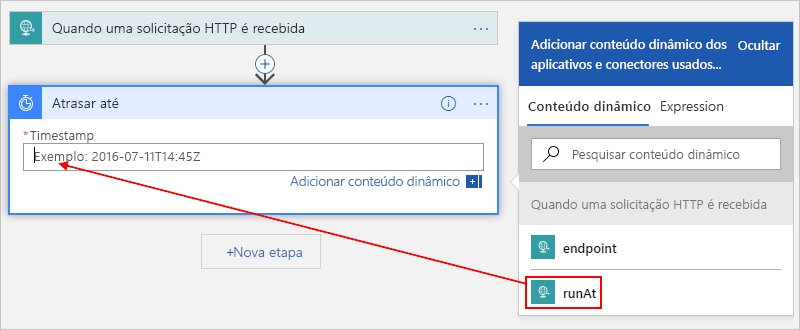 Quando uma solicitação HTTP é recebida
Atrasar até
*Timestamp
Exemplo: 2016-07-11T14:45Z
Adicionar conteúdo dinâmico
+Nova etapa
Adicionar conteúdo dinâmico dos
aplicativos e conectores usados...
Ocultar
Conteúdo dinâmico
Expression
Pesquisar conteúdo dinâmico
Quando uma solicitação HTTP é recebida
endpoint
runAt